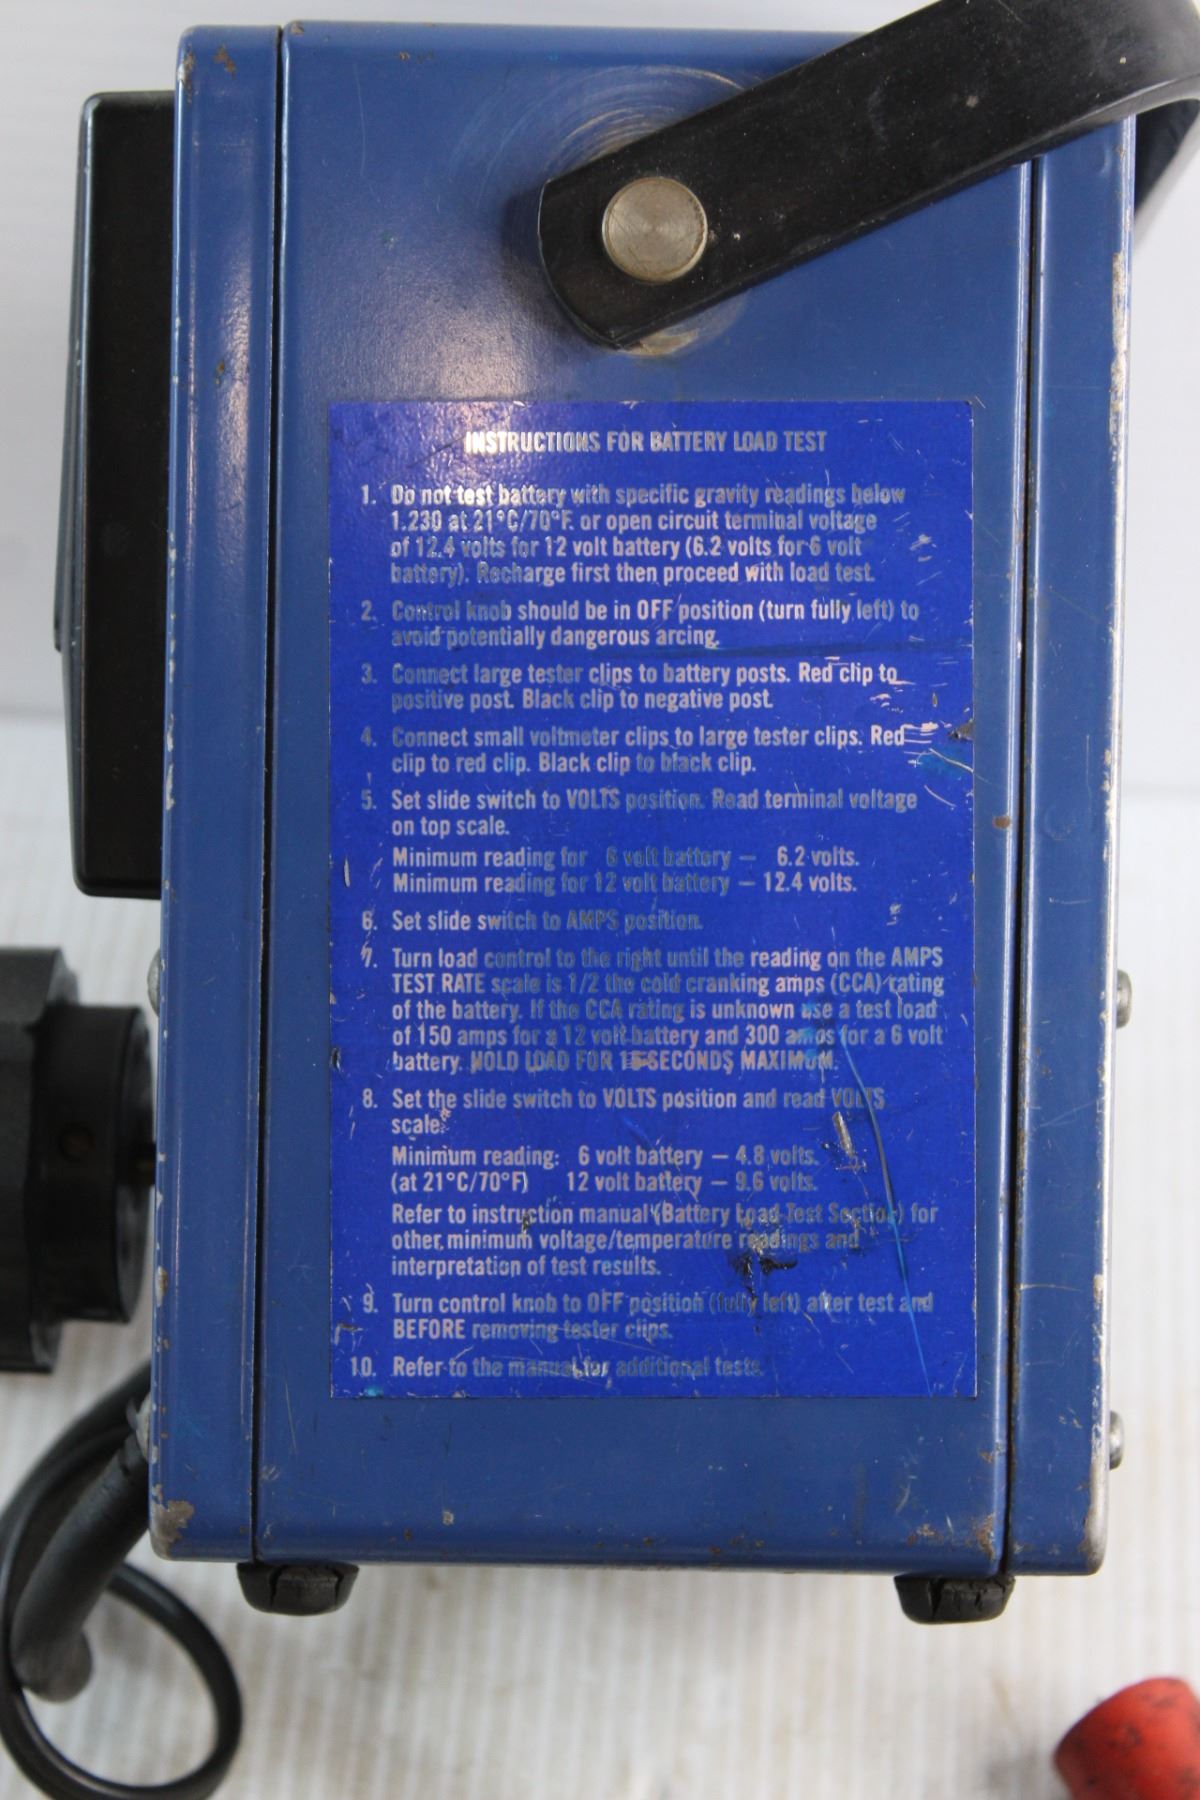 INSTRUCTIONS FOR BATTERY LOAD TEST
1. Do not test battery with specific gravity readings below
1.230 at 21°C/70°F. or open circuit terminal voltage
of 12.4 volts for 12 volt battery (6.2 volts for 6 volt
battery). Recharge first then proceed with load test.
2. Control knob should be in OFF position (turn fully left) to
avoid potentially dangerous arcing.
3. Connect large tester clips to battery posts. Red clip to
positive post. Black clip to negative post.
4. Connect small voltmeter clips to large tester clips. Red
clip to red clip. Black clip to black clip.
5. Set slide switch to VOLTS position. Read terminal voltage
on top scale.
Minimum reading for 6 volt battery — 6.2 volts.
Minimum reading for 12 volt battery — 12.4 volts.
6. Set slide switch to AMPS position.
7. Turn load control to the right until the reading on the AMPS
TEST RATE scale is 1/2 the cold cranking amps (CCA) rating
of the battery. If the CCA rating is unknown use a test load
of 150 amps for a 12 volt battery and 300 amps for a 6 volt
battery. HOLD LOAD FOR 15 SECONDS MAXIMUM.
8. Set the slide switch to VOLTS position and read VOLTS
scale.
Minimum reading: 6 volt battery — 4.8 volts.
(at 21°C/70°F) 12 volt battery — 9.6 volts.
Refer to instruction manual (Battery Load Test Section) for
other minimum voltage/temperature readings and
interpretation of test results.
9. Turn control knob to OFF position (fully left) after test and
BEFORE removing tester clips.
10. Refer to the manual for additional tests.